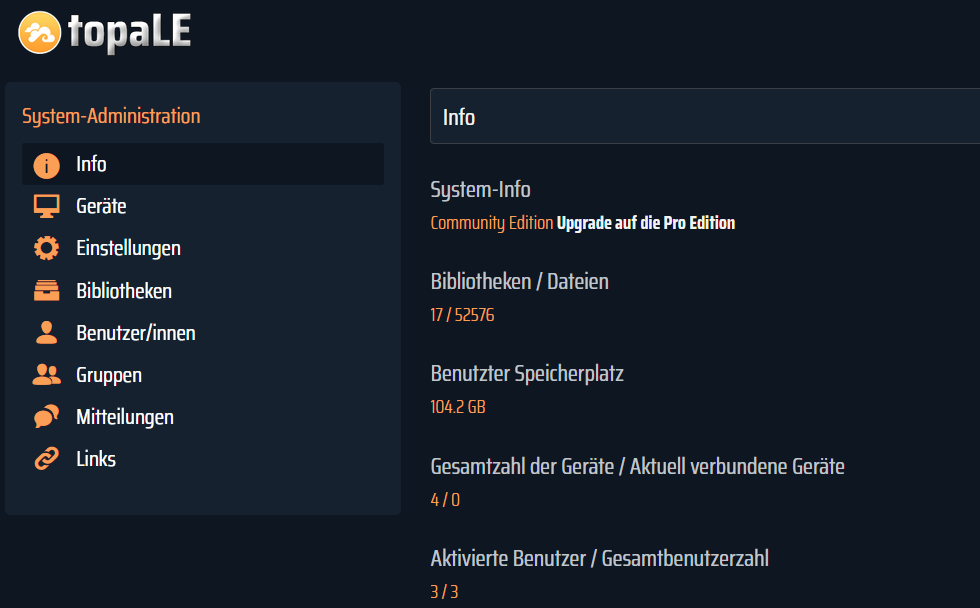 topaLE
System-Administration
Info
Geräte
Einstellungen
Bibliotheken
Benutzer/innen
Gruppen
Mitteilungen
Links
Info
System-Info
Community Edition Upgrade auf die Pro Edition
Bibliotheken / Dateien
17 / 52576
Benutzter Speicherplatz
104.2 GB
Gesamtzahl der Geräte / Aktuell verbundene Geräte
4 / 0
Aktivierte Benutzer / Gesamtbenutzerzahl
3 / 3